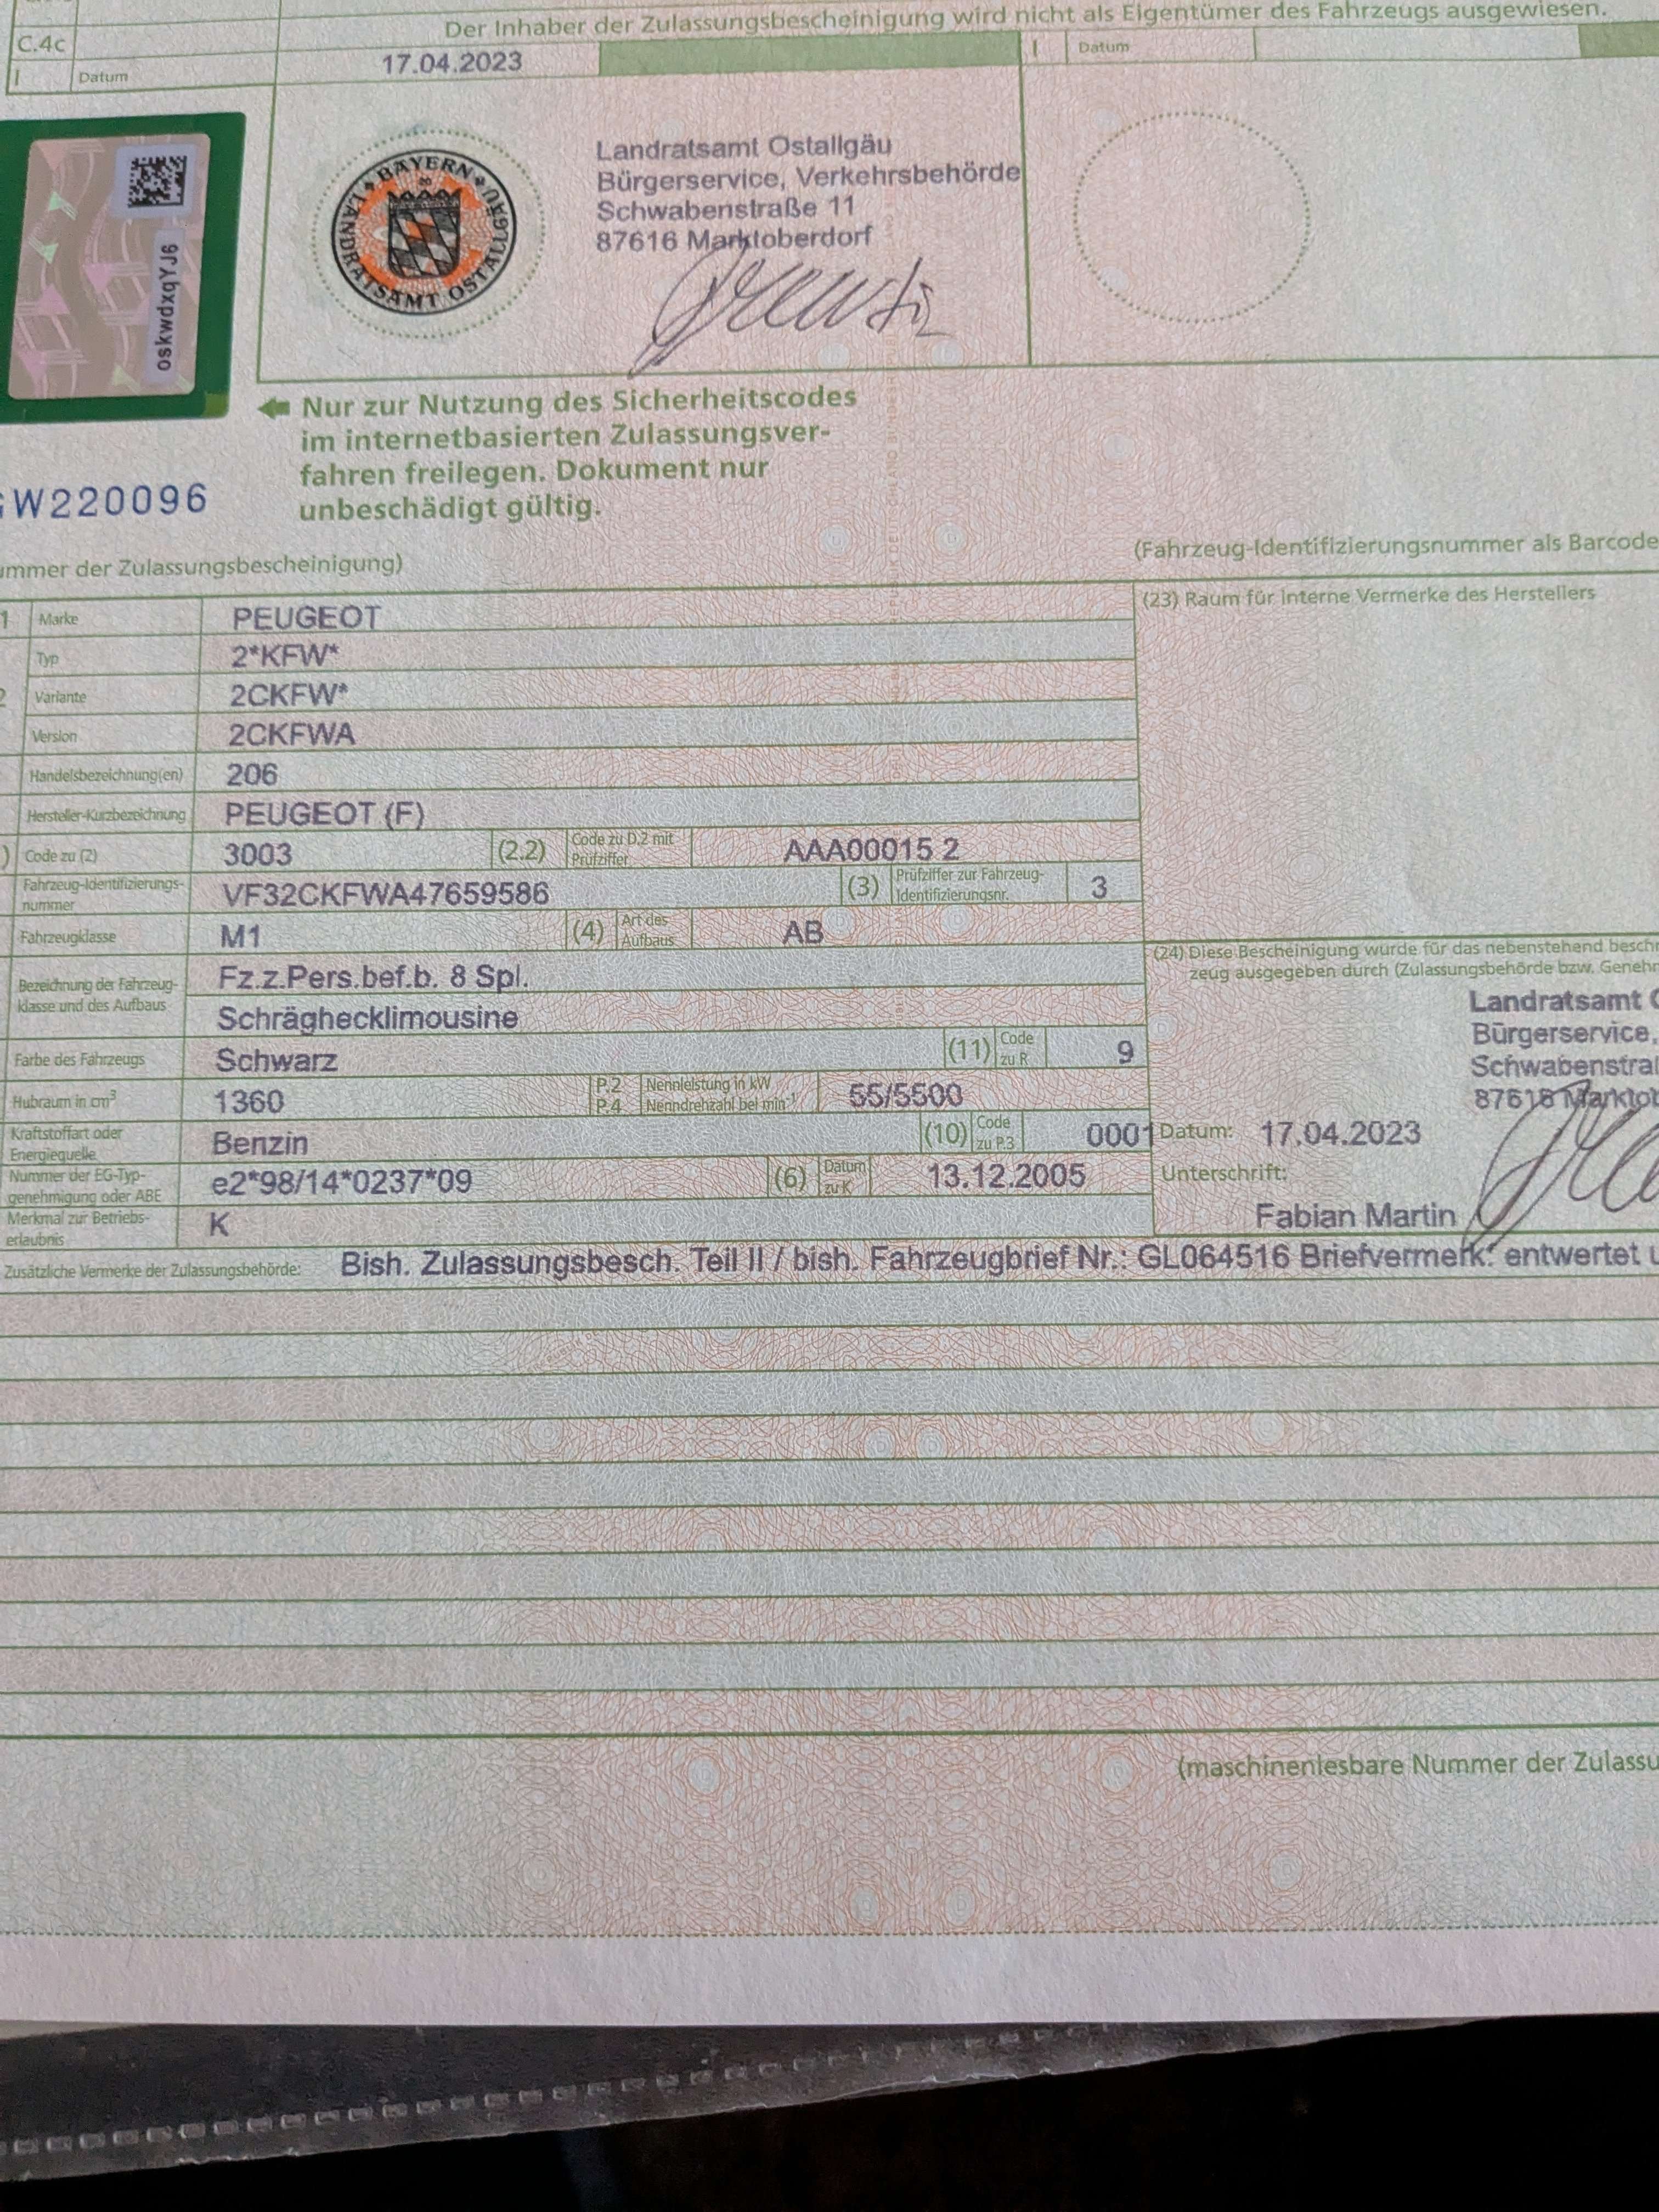 Der Inhaber der Zulassungsbescheinigung wird nicht als Eigentümer des Fahrzeugs ausgewiesen.
C.4c
I Datum 17.04.2023 I Datum
BAYERN
LANDRATSAMT OSTALLGÄU
Landratsamt Ostallgäu
Bürgerservice, Verkehrsbehörde
Schwabenstraße 11
87616 Marktoberdorf
oskwdxqYJ6
Nur zur Nutzung des Sicherheitscodes
im internetbasierten Zulassungsver-
fahren freilegen. Dokument nur
unbeschädigt gültig.
W220096
ummer der Zulassungsbescheinigung)
(Fahrzeug-Identifizierungsnummer als Barcode
1 Marke PEUGEOT
Typ 2*KFW*
2 Variante 2CKFW*
Version 2CKFWA
Handelsbezeichnung(en) 206
Hersteller-Kurzbezeichnung PEUGEOT (F)
) Code zu (2) 3003 (2.2) Code zu D.2 mit Prüfziffer AAA00015 2
Fahrzeug-Identifizierungs-nummer VF32CKFWA47659586 (3) Prüfziffer zur Fahrzeug-Identifizierungsnr. 3
Fahrzeugklasse M1 (4) Art des Aufbaus AB
Bezeichnung der Fahrzeug-klasse und des Aufbaus Fz.z.Pers.bef.b. 8 Spl.
Schräghecklimousine
Farbe des Fahrzeugs Schwarz (11) Code zu R 9
Hubraum in cm³ 1360 P.2 Nennleistung in kW P.4 Nenndrehzahl bei min⁻¹ 55/5500
Kraftstoffart oder Energiequelle Benzin (10) Code zu P.3 0001
Nummer der EG-Typ-genehmigung oder ABE e2*98/14*0237*09 (6) Datum zu K 13.12.2005
Merkmal zur Betriebs-erlaubnis K
(23) Raum für interne Vermerke des Herstellers
(24) Diese Bescheinigung wurde für das nebenstehend beschr
zeug ausgegeben durch (Zulassungsbehörde bzw. Genehm
Landratsamt O
Bürgerservice,
Schwabenstraß
87616 Marktob
Datum: 17.04.2023
Unterschrift:
Fabian Martin
Zusätzliche Vermerke der Zulassungsbehörde: Bish. Zulassungsbesch. Teil II / bish. Fahrzeugbrief Nr.: GL064516 Briefvermerk: entwertet u
(maschinenlesbare Nummer der Zulassu